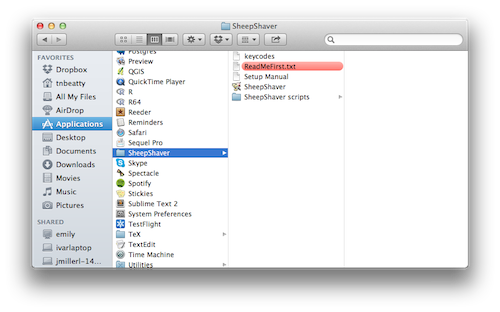 SheepShaver
FAVORITES
Dropbox
tnbeatty
All My Files
AirDrop
Applications
Desktop
Documents
Downloads
Movies
Music
Pictures
SHARED
emily
ivarlaptop
jmillerl-14...
Postgres
Preview
QGIS
QuickTime Player
R
R64
Reeder
Reminders
Safari
Sequel Pro
SheepShaver
Skype
Spectacle
Spotify
Stickies
Sublime Text 2
System Preferences
TestFlight
TeX
TextEdit
Time Machine
Utilities
keycodes
ReadMeFirst.txt
Setup Manual
SheepShaver
SheepShaver scripts